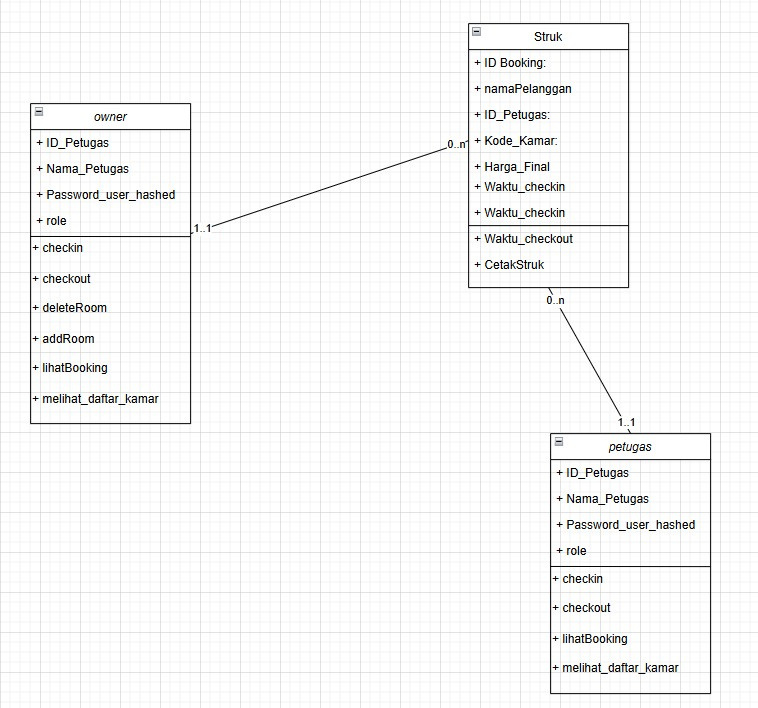 owner
+ ID_Petugas
+ Nama_Petugas
+ Password_user_hashed
+ role
+ checkin
+ checkout
+ deleteRoom
+ addRoom
+ lihatBooking
+ melihat_daftar_kamar
1..1
0..n
Struk
+ ID Booking:
+ namaPelanggan
+ ID_Petugas:
+ Kode_Kamar:
+ Harga_Final
+ Waktu_checkin
+ Waktu_checkin
+ Waktu_checkout
+ CetakStruk
0..n
1..1
petugas
+ ID_Petugas
+ Nama_Petugas
+ Password_user_hashed
+ role
+ checkin
+ checkout
+ lihatBooking
+ melihat_daftar_kamar